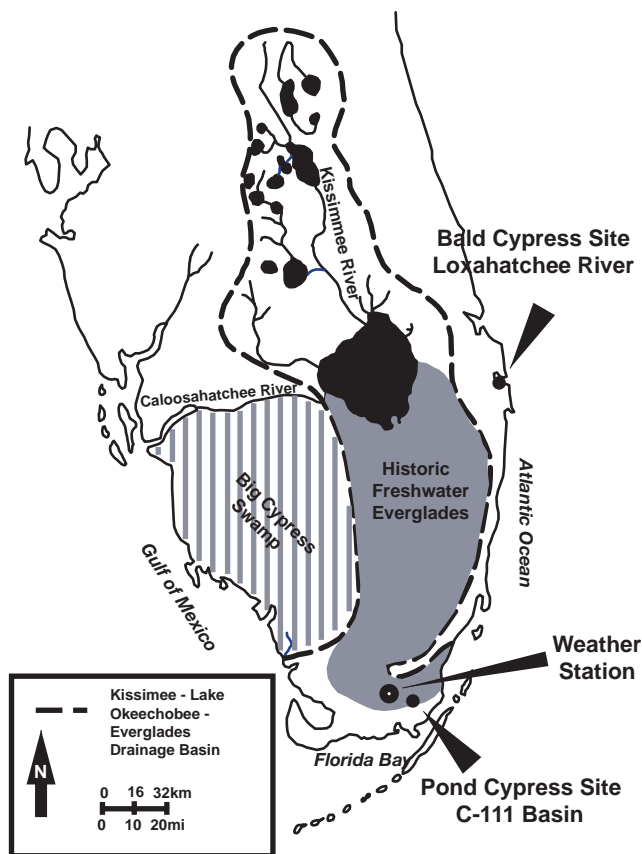 Kissimmee River
Bald Cypress Site
Loxahatchee River
Caloosahatchee River
Historic
Freshwater
Everglades
Big Cypress
Swamp
Atlantic Ocean
Gulf of Mexico
Weather
Station
Kissimee - Lake
Okeechobee -
Everglades
Drainage Basin
N
0 16 32km
0 10 20mi
Florida Bay
Pond Cypress Site
C-111 Basin